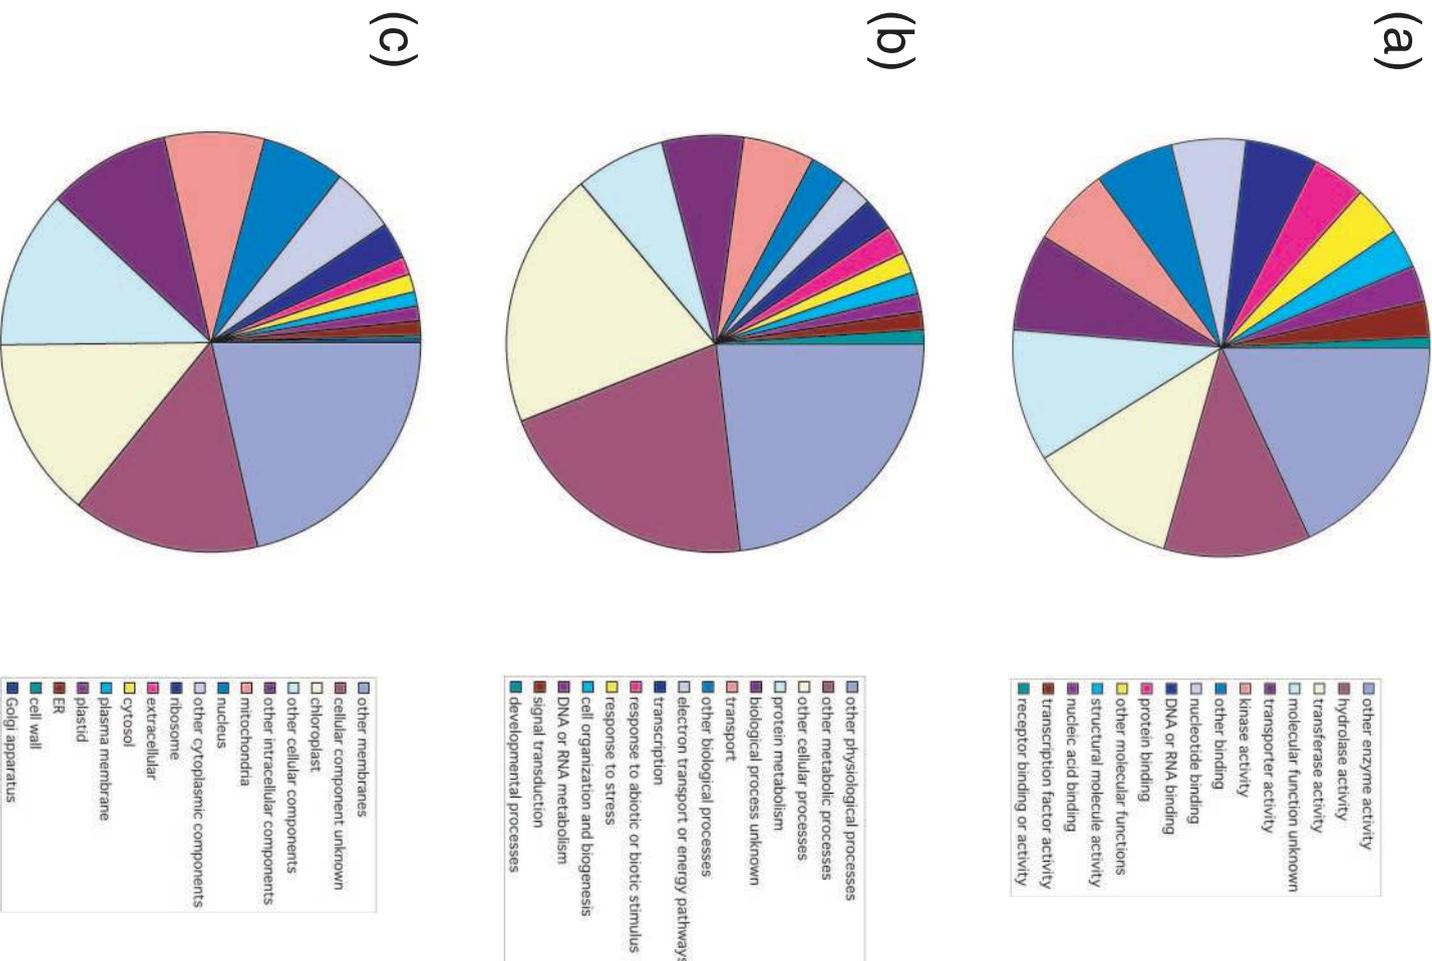 (a)
other enzyme activity
hydrolase activity
transferase activity
molecular function unknown
transporter activity
kinase activity
other binding
nucleotide binding
DNA or RNA binding
protein binding
other molecular functions
structural molecule activity
nucleic acid binding
transcription factor activity
receptor binding or activity
(b)
other physiological processes
other metabolic processes
other cellular processes
protein metabolism
biological process unknown
transport
other biological processes
electron transport or energy pathways
transcription
response to abiotic or biotic stimulus
response to stress
cell organization and biogenesis
DNA or RNA metabolism
signal transduction
developmental processes
(c)
other membranes
cellular component unknown
chloroplast
other cellular components
other intracellular components
mitochondria
nucleus
other cytoplasmic components
ribosome
extracellular
cytosol
plasma membrane
plastid
ER
cell wall
Golgi apparatus